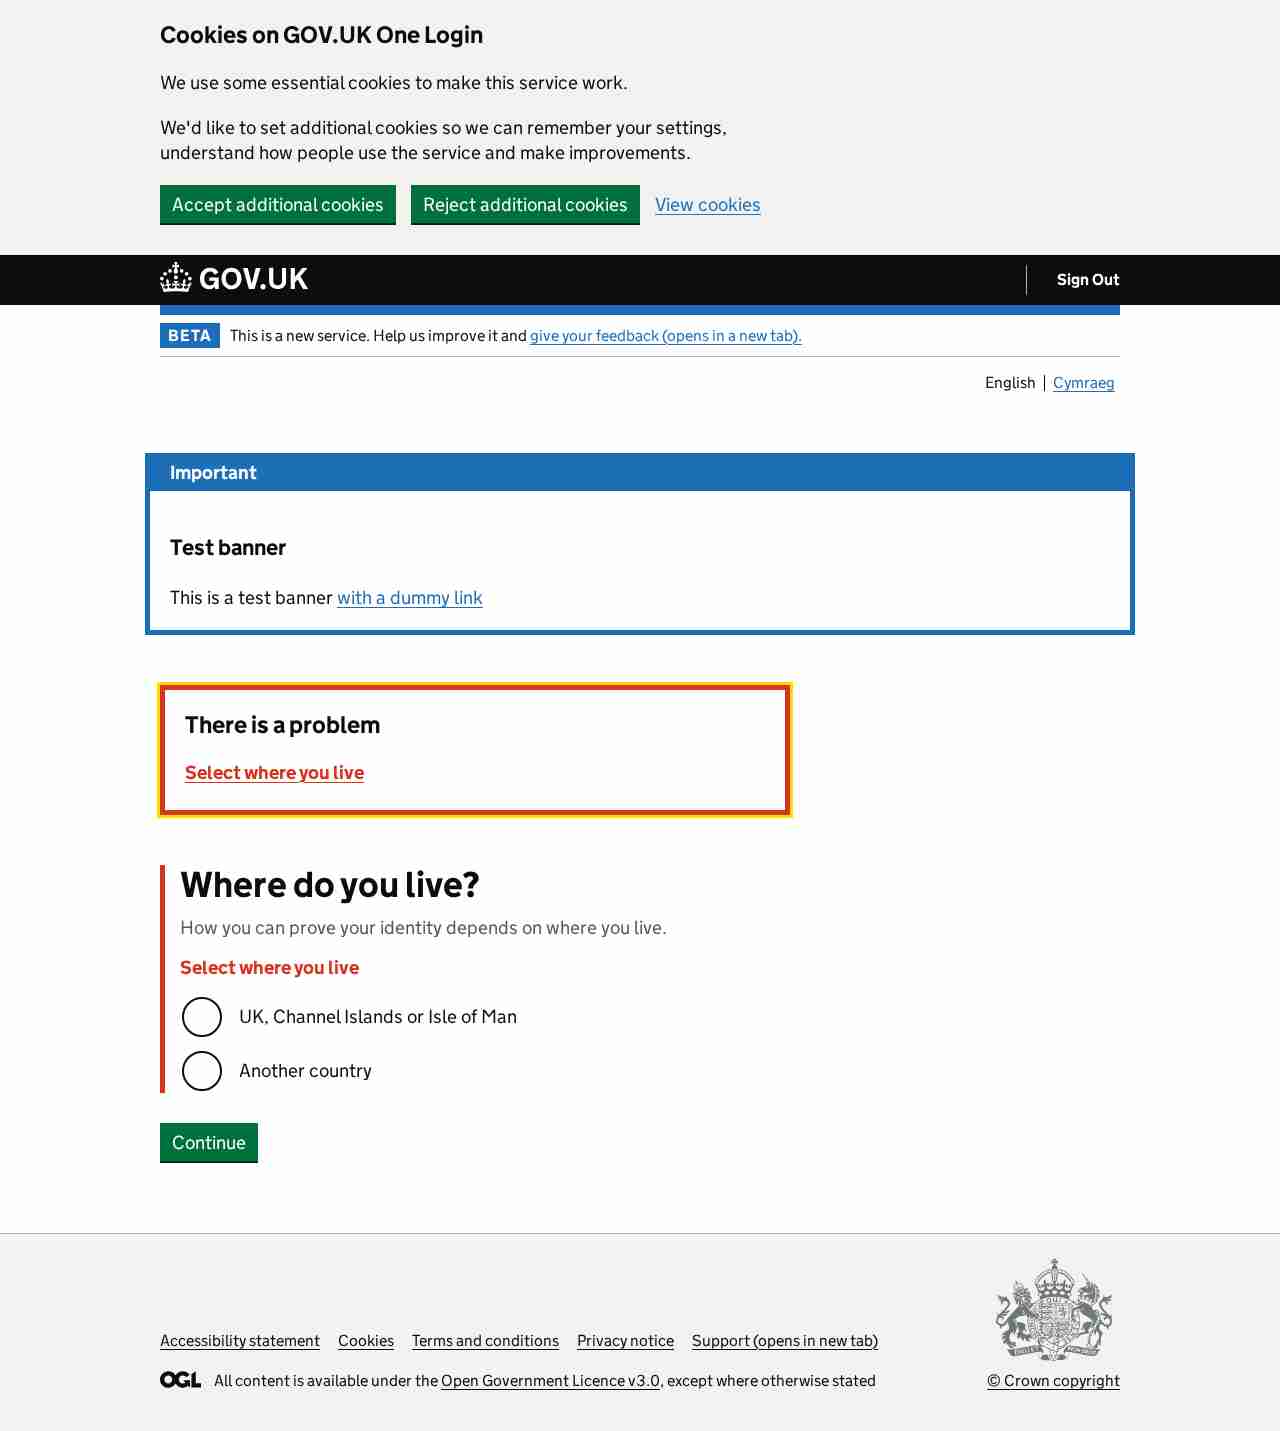 Cookies on GOV.UK One Login
We use some essential cookies to make this service work.
We'd like to set additional cookies so we can remember your settings,
understand how people use the service and make improvements.
Accept additional cookies Reject additional cookies View cookies
GOV.UK Sign Out
BETA This is a new service. Help us improve it and give your feedback (opens in a new tab).
English Cymraeg
Important
Test banner
This is a test banner with a dummy link
There is a problem
Select where you live
Where do you live?
How you can prove your identity depends on where you live.
Select where you live
UK, Channel Islands or Isle of Man
Another country
Continue
Accessibility statement Cookies Terms and conditions Privacy notice Support (opens in new tab)
OGL All content is available under the Open Government Licence v3.0, except where otherwise stated © Crown copyright